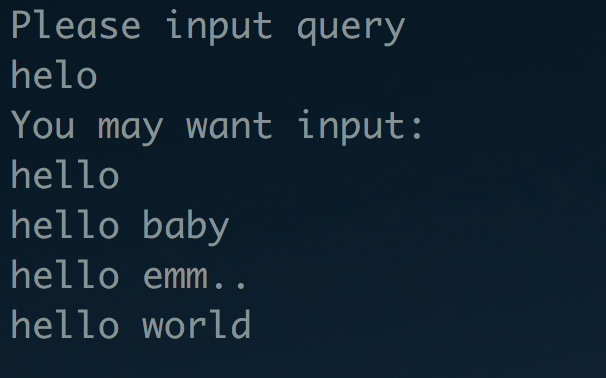 Please input query
helo
You may want input:
hello
hello baby
hello emm..
hello world